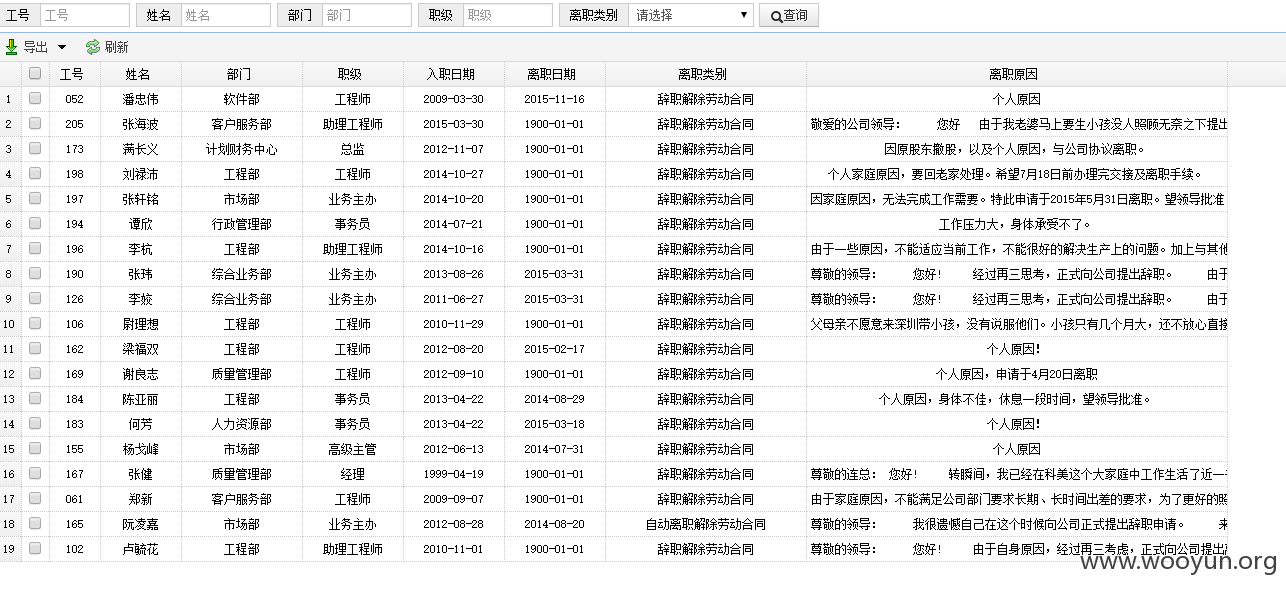 工号 工号 姓名 姓名 部门 部门 职级 职级 离职类别 请选择 查询
导出 刷新
工号 姓名 部门 职级 入职日期 离职日期 离职类别 离职原因
1 052 潘忠伟 软件部 工程师 2009-03-30 2015-11-16 辞职解除劳动合同 个人原因
2 205 张海波 客户服务部 助理工程师 2015-03-30 1900-01-01 辞职解除劳动合同 敬爱的公司领导： 您好 由于我老婆马上要生小孩没人照顾无奈之下提出
3 173 满长义 计划财务中心 总监 2012-11-07 1900-01-01 辞职解除劳动合同 因原股东撤股，以及个人原因，与公司协议离职。
4 198 刘禄沛 工程部 工程师 2014-10-27 1900-01-01 辞职解除劳动合同 个人家庭原因，要回老家处理。希望7月18日前办理完交接及离职手续。
5 197 张轩铭 市场部 业务主办 2014-10-20 1900-01-01 辞职解除劳动合同 因家庭原因，无法完成工作需要。特此申请于2015年5月31日离职。望领导批准
6 194 谭欣 行政管理部 事务员 2014-07-21 1900-01-01 辞职解除劳动合同 工作压力大，身体承受不了。
7 196 李杭 工程部 助理工程师 2014-10-16 1900-01-01 辞职解除劳动合同 由于一些原因，不能适应当前工作，不能很好的解决生产上的问题。加上与其他
8 190 张玮 综合业务部 业务主办 2013-08-26 2015-03-31 辞职解除劳动合同 尊敬的领导： 您好! 经过再三思考，正式向公司提出辞职。 由于
9 126 李姣 综合业务部 业务主办 2011-06-27 2015-03-31 辞职解除劳动合同 尊敬的领导： 您好! 经过再三思考，正式向公司提出辞职。 由于
10 106 尉理想 工程部 工程师 2010-11-29 1900-01-01 辞职解除劳动合同 父母亲不愿意来深圳带小孩，没有说服他们。小孩只有几个月大，还不放心直接
11 162 梁福双 工程部 工程师 2012-08-20 2015-02-17 辞职解除劳动合同 个人原因!
12 169 谢良志 质量管理部 工程师 2012-09-10 1900-01-01 辞职解除劳动合同 个人原因，申请于4月20日离职
13 184 陈亚丽 工程部 事务员 2013-04-22 2014-08-29 辞职解除劳动合同 个人原因，身体不佳，休息一段时间，望领导批准。
14 183 何芳 人力资源部 事务员 2013-04-22 2015-03-18 辞职解除劳动合同 个人原因!
15 155 杨戈峰 市场部 高级主管 2012-06-13 2014-07-31 辞职解除劳动合同 个人原因
16 167 张健 质量管理部 经理 1999-04-19 1900-01-01 辞职解除劳动合同 尊敬的连总： 您好! 转瞬间，我已经在科美这个大家庭中工作生活了近一
17 061 郑新 客户服务部 工程师 2009-09-07 1900-01-01 辞职解除劳动合同 由于家庭原因，不能满足公司部门要求长期、长时间出差的要求，为了更好的照
18 165 阮凌嘉 市场部 业务主办 2012-08-28 2014-08-20 自动离职解除劳动合同 尊敬的领导： 我很遗憾自己在这个时候向公司正式提出辞职申请。 来
19 102 卢毓花 工程部 助理工程师 2010-11-01 1900-01-01 辞职解除劳动合同 尊敬的领导： 您好! 由于自身原因，经过再三考虑，正式向公司提出
www.wooyun.org